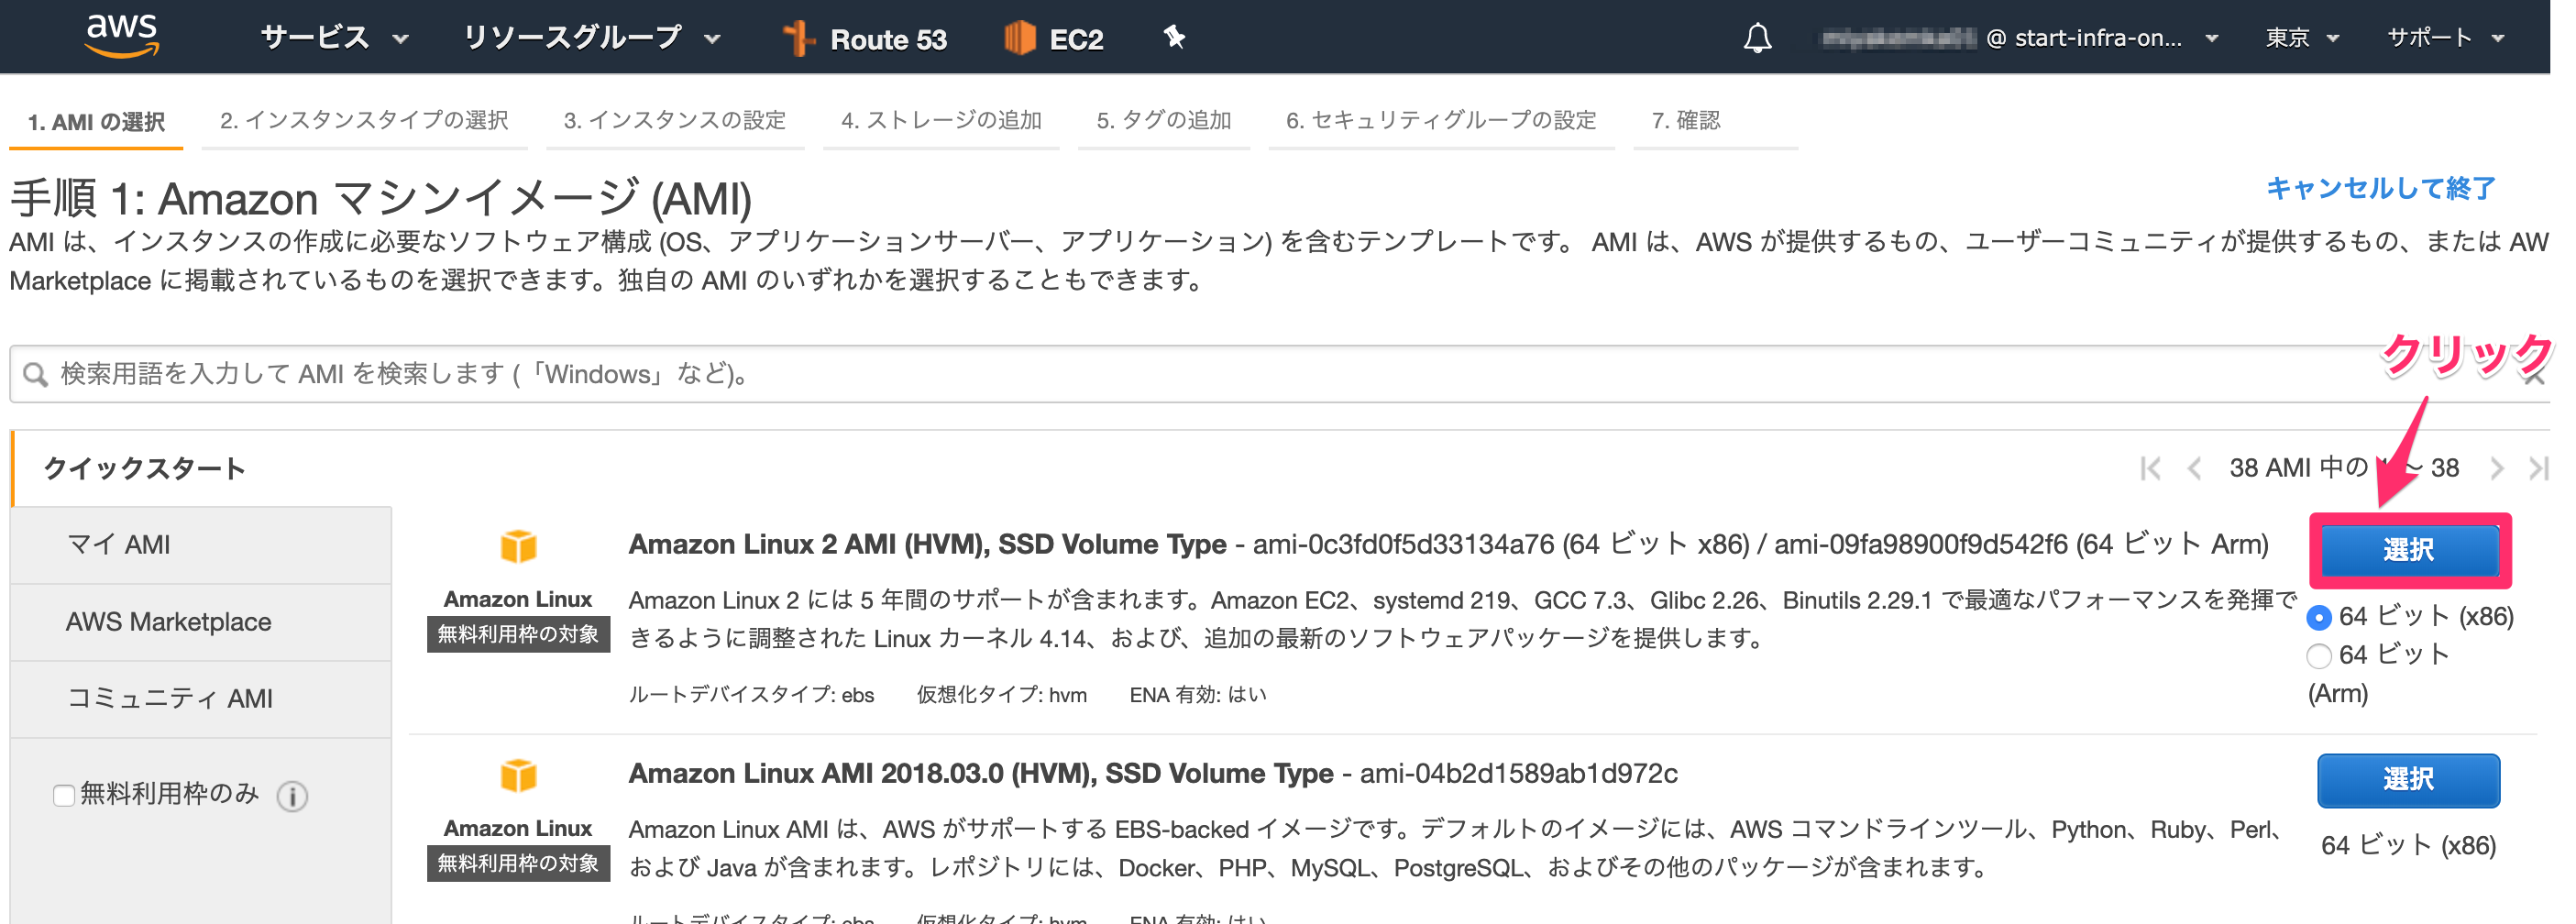 aws サービス リソースグループ Route 53 EC2 @ start-infra-on... 東京 サポート
1. AMI の選択 2. インスタンスタイプの選択 3. インスタンスの設定 4. ストレージの追加 5. タグの追加 6. セキュリティグループの設定 7. 確認
手順 1: Amazon マシンイメージ (AMI)
キャンセルして終了
AMI は、インスタンスの作成に必要なソフトウェア構成 (OS、アプリケーションサーバー、アプリケーション) を含むテンプレートです。 AMI は、AWS が提供するもの、ユーザーコミュニティが提供するもの、または AW
Marketplace に掲載されているものを選択できます。独自の AMI のいずれかを選択することもできます。
クリック
検索用語を入力して AMI を検索します (「Windows」など)。
クイックスタート
マイ AMI
AWS Marketplace
コミュニティ AMI
無料利用枠のみ
38 AMI 中の ～ 38
Amazon Linux
無料利用枠の対象
Amazon Linux 2 AMI (HVM), SSD Volume Type - ami-0c3fd0f5d33134a76 (64 ビット x86) / ami-09fa98900f9d542f6 (64 ビット Arm)
Amazon Linux 2 には 5 年間のサポートが含まれます。Amazon EC2、systemd 219、GCC 7.3、Glibc 2.26、Binutils 2.29.1 で最適なパフォーマンスを発揮で
きるように調整された Linux カーネル 4.14、および、追加の最新のソフトウェアパッケージを提供します。
ルートデバイスタイプ: ebs 仮想化タイプ: hvm ENA 有効: はい
選択
64 ビット (x86)
64 ビット
(Arm)
Amazon Linux
無料利用枠の対象
Amazon Linux AMI 2018.03.0 (HVM), SSD Volume Type - ami-04b2d1589ab1d972c
Amazon Linux AMI は、AWS がサポートする EBS-backed イメージです。デフォルトのイメージには、AWS コマンドラインツール、Python、Ruby、Perl、
および Java が含まれます。レポジトリには、Docker、PHP、MySQL、PostgreSQL、およびその他のパッケージが含まれます。
ルートデバイスタイプ: ebs 仮想化タイプ: hvm ENA 有効: はい
選択
64 ビット (x86)